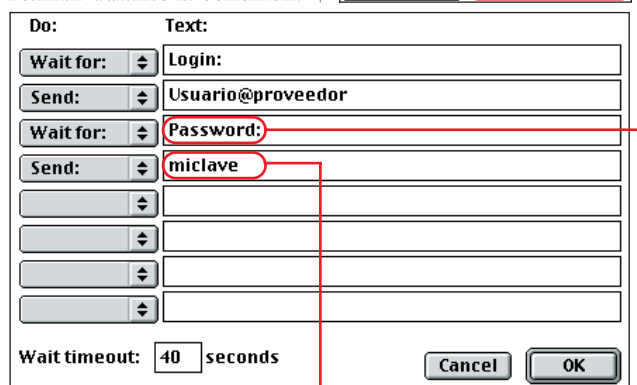 Do: Text:
Wait for: Login:
Send: Usuario@proveedor
Wait for: Password:
Send: miclave
Wait timeout: 40 seconds
Cancel OK